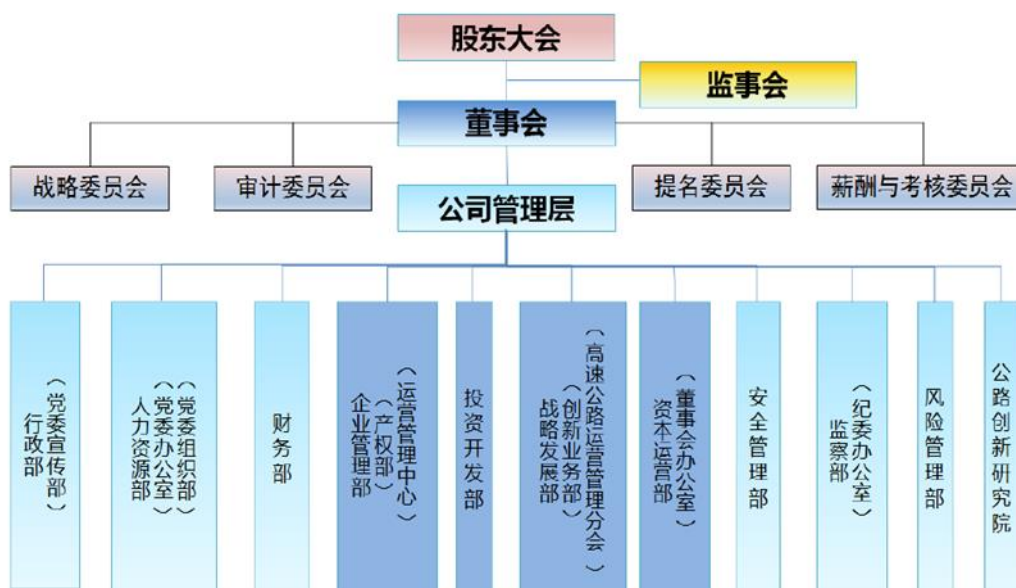 股东大会
监事会
董事会
战略委员会
审计委员会
提名委员会
薪酬与考核委员会
公司管理层
行政部
（党委宣传部）
人力资源部
（党委办公室）
（党委组织部）
财务部
企业管理部
（产权部）
（运营管理中心）
投资开发部
战略发展部
（创新业务部）
（高速公路运营管理分会）
资本运营部
（董事会办公室）
安全管理部
监察部
（纪委办公室）
风险管理部
公路创新研究院